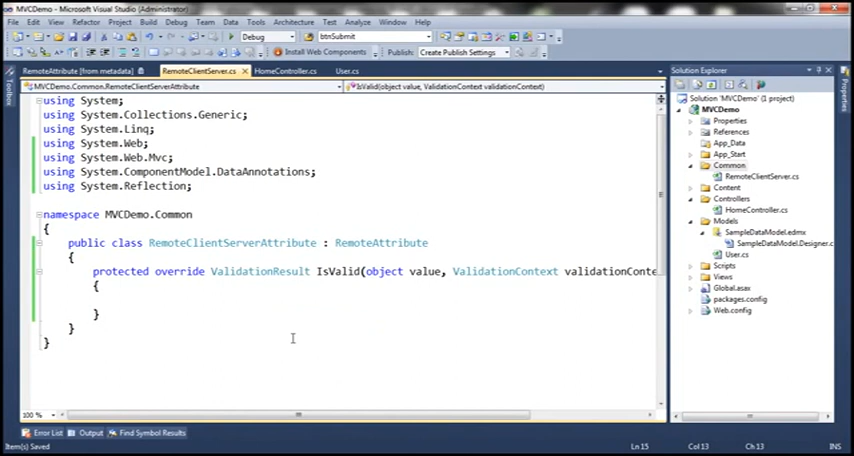 MVCDemo - Microsoft Visual Studio (Administrator)
File Edit View Refactor Project Build Debug Team Data Tools Architecture Test Analyze Window Help
Debug btnSubmit
Install Web Components Publish: Create Publish Settings
Toolbox
RemoteAttribute [from metadata] RemoteClientServer.cs × HomeController.cs User.cs
MVCDemo.Common.RemoteClientServerAttribute IsValid(object value, ValidationContext validationContext)
using System;
using System.Collections.Generic;
using System.Linq;
using System.Web;
using System.Web.Mvc;
using System.ComponentModel.DataAnnotations;
using System.Reflection;
namespace MVCDemo.Common
{
public class RemoteClientServerAttribute : RemoteAttribute
{
protected override ValidationResult IsValid(object value, ValidationContext validationConte
{
}
}
}
100 %
Solution Explorer
Solution 'MVCDemo' (1 project)
MVCDemo
Properties
References
App_Data
App_Start
Common
RemoteClientServer.cs
Content
Controllers
HomeController.cs
Models
SampleDataModel.edmx
SampleDataModel.Designer.c
User.cs
Scripts
Views
Global.asax
packages.config
Web.config
Properties
Error List Output Find Symbol Results
Item(s) Saved Ln 15 Col 13 Ch 13 INS